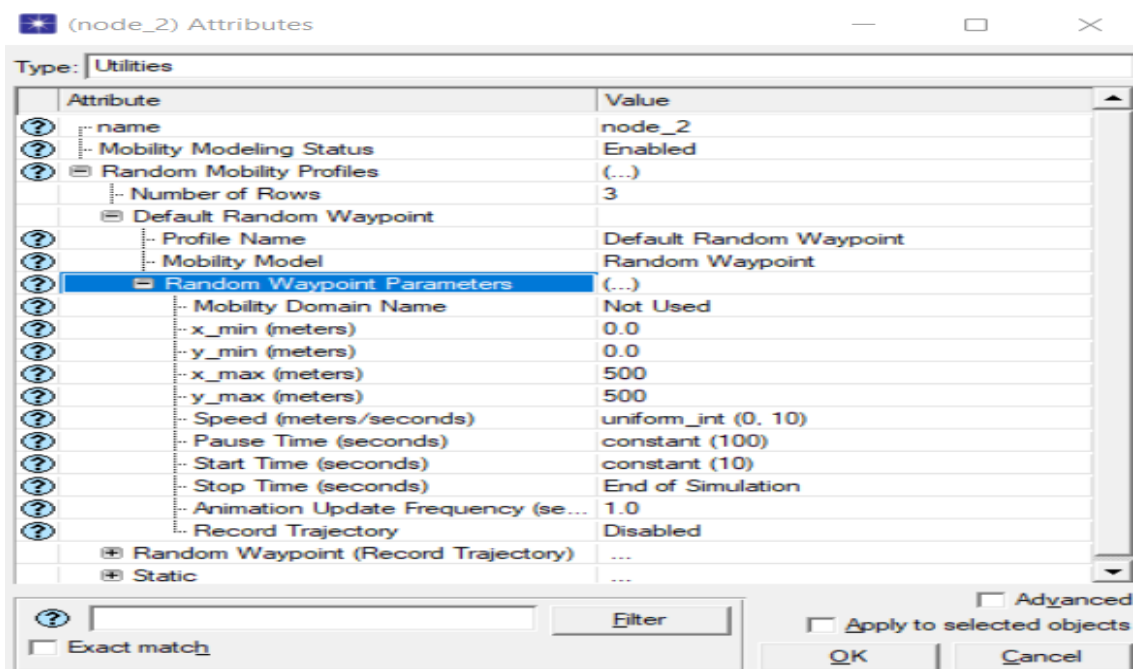 (node_2) Attributes
Type: Utilities
Attribute Value
name node_2
Mobility Modeling Status Enabled
Random Mobility Profiles (...)
Number of Rows 3
Default Random Waypoint
Profile Name Default Random Waypoint
Mobility Model Random Waypoint
Random Waypoint Parameters (...)
Mobility Domain Name Not Used
x_min (meters) 0.0
y_min (meters) 0.0
x_max (meters) 500
y_max (meters) 500
Speed (meters/seconds) uniform_int (0, 10)
Pause Time (seconds) constant (100)
Start Time (seconds) constant (10)
Stop Time (seconds) End of Simulation
Animation Update Frequency (se... 1.0
Record Trajectory Disabled
Random Waypoint (Record Trajectory) ...
Static ...
Advanced
Filter Apply to selected objects
Exact match OK Cancel